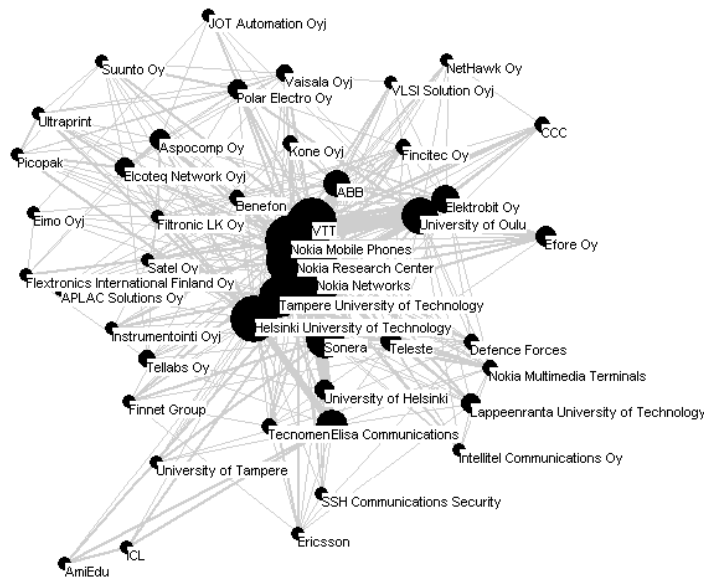 JOT Automation Oyj
NetHawk Oy
Suunto Oy
Vaisala Oyj
VLSI Solution Oyj
Polar Electro Oy
Ultraprint
CCC
Aspocomp Oy
Kone Oyj
Fincitec Oy
Picopak
Elcoteq Network Oyj
ABB
Benefon
Elektrobit Oy
Eimo Oyj
Filtronic LK Oy
VTT
University of Oulu
Efore Oy
Nokia Mobile Phones
Satel Oy
Nokia Research Center
Flextronics International Finland Oy
Nokia Networks
APLAC Solutions Oy
Tampere University of Technology
Instrumentointi Oyj
Helsinki University of Technology
Sonera
Teleste
Defence Forces
Tellabs Oy
Nokia Multimedia Terminals
University of Helsinki
Finnet Group
Lappeenranta University of Technology
Tecnomen
Elisa Communications
Intellitel Communications Oy
University of Tampere
SSH Communications Security
Ericsson
ICL
AmiEdu